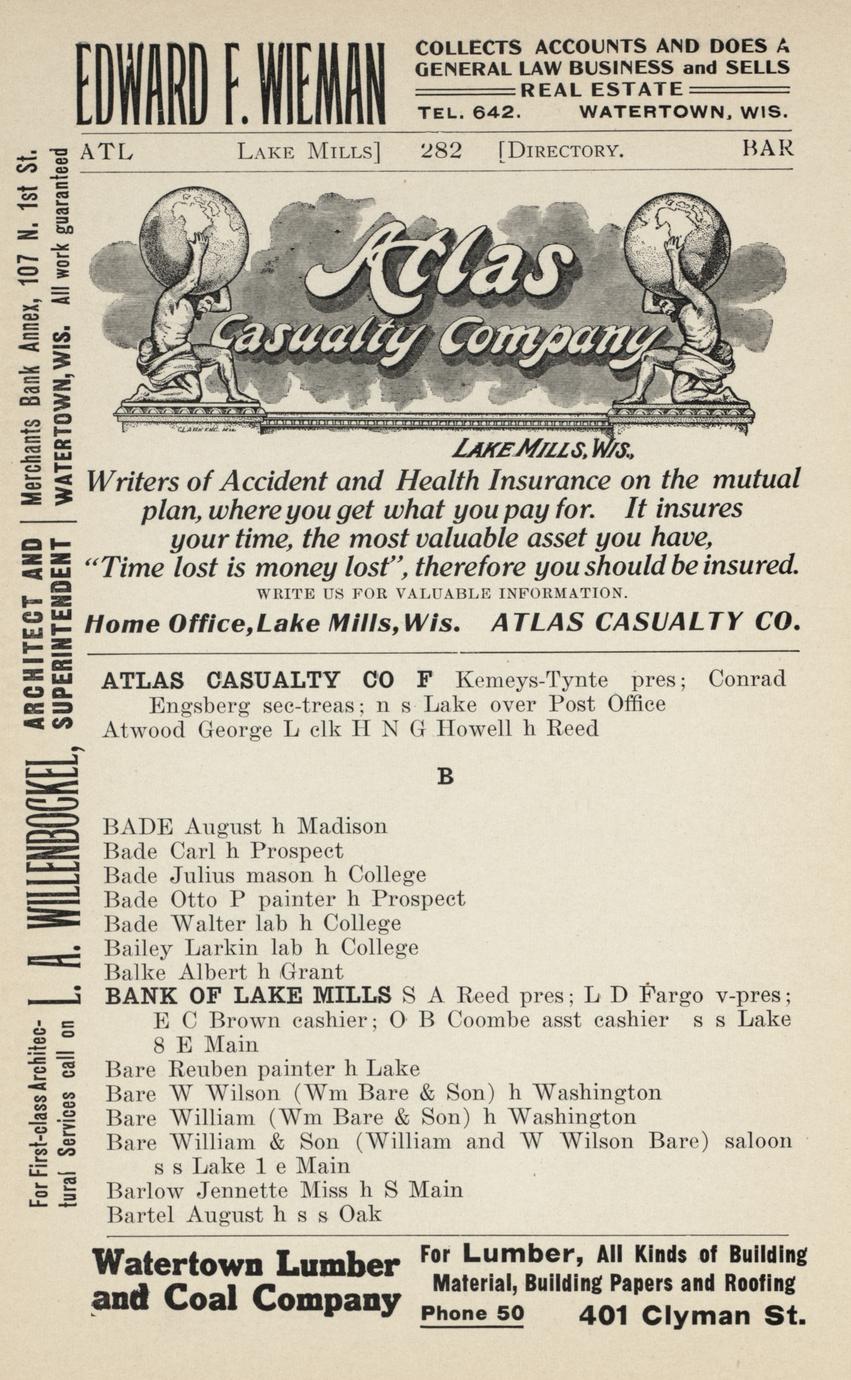 EDWARD F. WIEMAN
COLLECTS ACCOUNTS AND DOES A
GENERAL LAW BUSINESS and SELLS
REAL ESTATE
TEL. 642. WATERTOWN, WIS.
ATL LAKE MILLS] 282 [DIRECTORY. BAR
Atlas
Casualty Company
LAKE MILLS, Wis.,
Writers of Accident and Health Insurance on the mutual
plan, where you get what you pay for. It insures
your time, the most valuable asset you have,
“Time lost is money lost”, therefore you should be insured.
WRITE US FOR VALUABLE INFORMATION.
Home Office, Lake Mills, Wis. ATLAS CASUALTY CO.
ATLAS CASUALTY CO F Kemeys-Tynte pres; Conrad
Engsberg sec-treas; n s Lake over Post Office
Atwood George L clk H N G Howell h Reed
B
BADE August h Madison
Bade Carl h Prospect
Bade Julius mason h College
Bade Otto P painter h Prospect
Bade Walter lab h College
Bailey Larkin lab h College
Balke Albert h Grant
BANK OF LAKE MILLS S A Reed pres; L D Fargo v-pres;
E C Brown cashier; O B Coombe asst cashier s s Lake
8 E Main
Bare Reuben painter h Lake
Bare W Wilson (Wm Bare & Son) h Washington
Bare William (Wm Bare & Son) h Washington
Bare William & Son (William and W Wilson Bare) saloon
s s Lake 1 e Main
Barlow Jennette Miss h S Main
Bartel August h s s Oak
Watertown Lumber
and Coal Company
For Lumber, All Kinds of Building
Material, Building Papers and Roofing
Phone 50 401 Clyman St.
For First-class Architec-
tural Services call on
L. A. WILLENBOCKEL,
ARCHITECT AND
SUPERINTENDENT
Merchants Bank Annex, 107 N. 1st St.
WATERTOWN, WIS. All work guaranteed